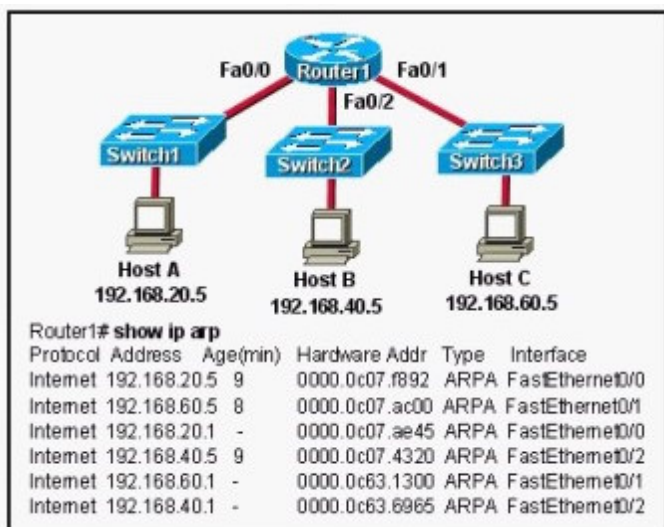 Fa0/0 Router1 Fa0/1
Fa0/2
Switch1 Switch2 Switch3
Host A Host B Host C
192.168.20.5 192.168.40.5 192.168.60.5
Router1# show ip arp
Protocol Address Age(min) Hardware Addr Type Interface
Internet 192.168.20.5 9 0000.0c07.f892 ARPA FastEthernet0/0
Internet 192.168.60.5 8 0000.0c07.ac00 ARPA FastEthernet0/1
Internet 192.168.20.1 - 0000.0c07.ae45 ARPA FastEthernet0/0
Internet 192.168.40.5 9 0000.0c07.4320 ARPA FastEthernet0/2
Internet 192.168.60.1 - 0000.0c63.1300 ARPA FastEthernet0/1
Internet 192.168.40.1 - 0000.0c63.6965 ARPA FastEthernet0/2